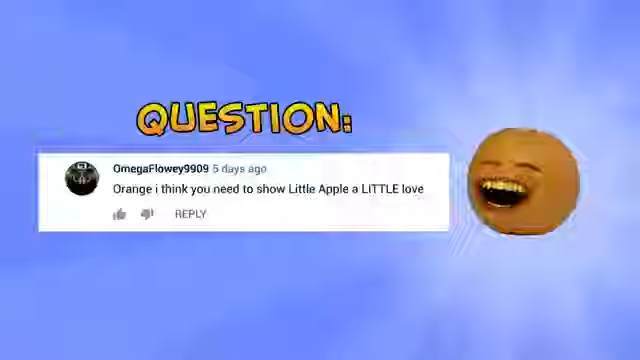 QUESTION:
OmegaFlowey9909 5 days ago
Orange i think you need to show Little Apple a LITTLE love
REPLY